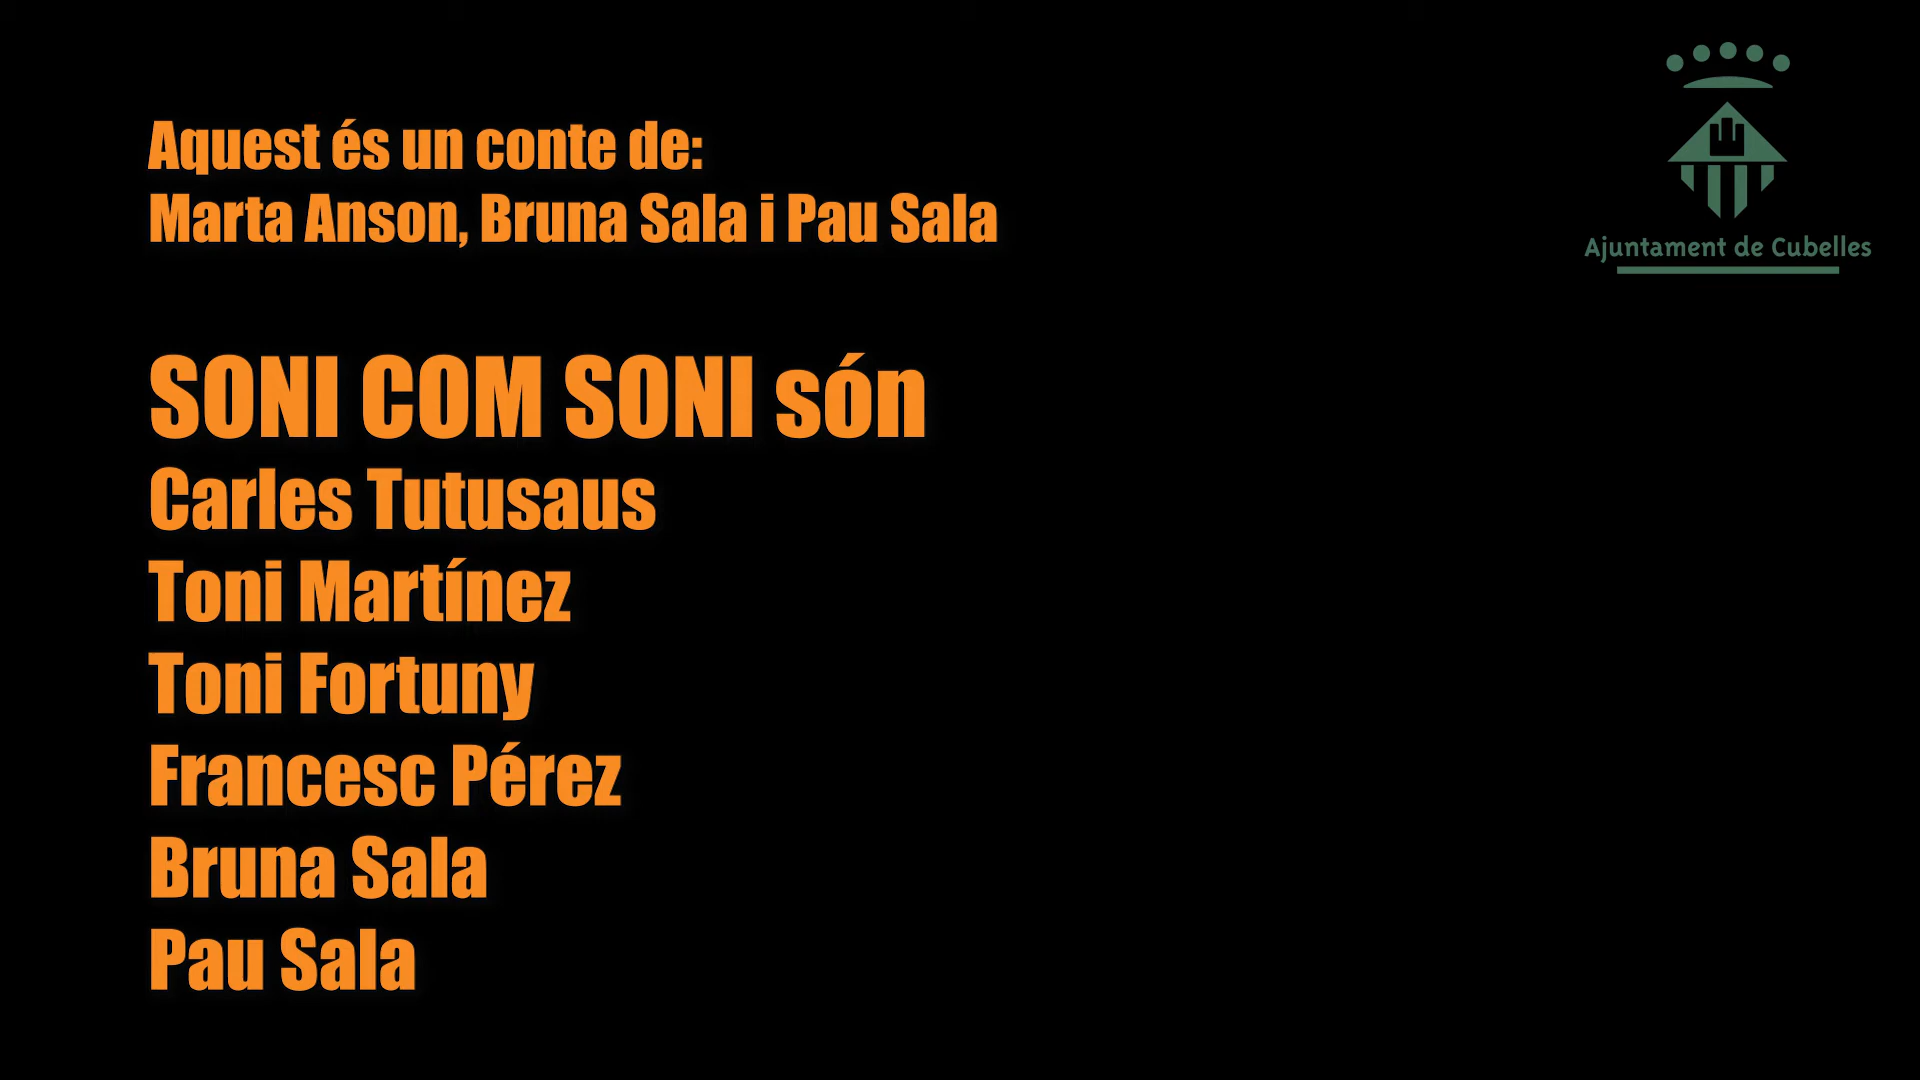 Aquest és un conte de:
Marta Anson, Bruna Sala i Pau Sala
Ajuntament de Cubelles
SONI COM SONI són
Carles Tutusaus
Toni Martínez
Toni Fortuny
Francesc Pérez
Bruna Sala
Pau Sala